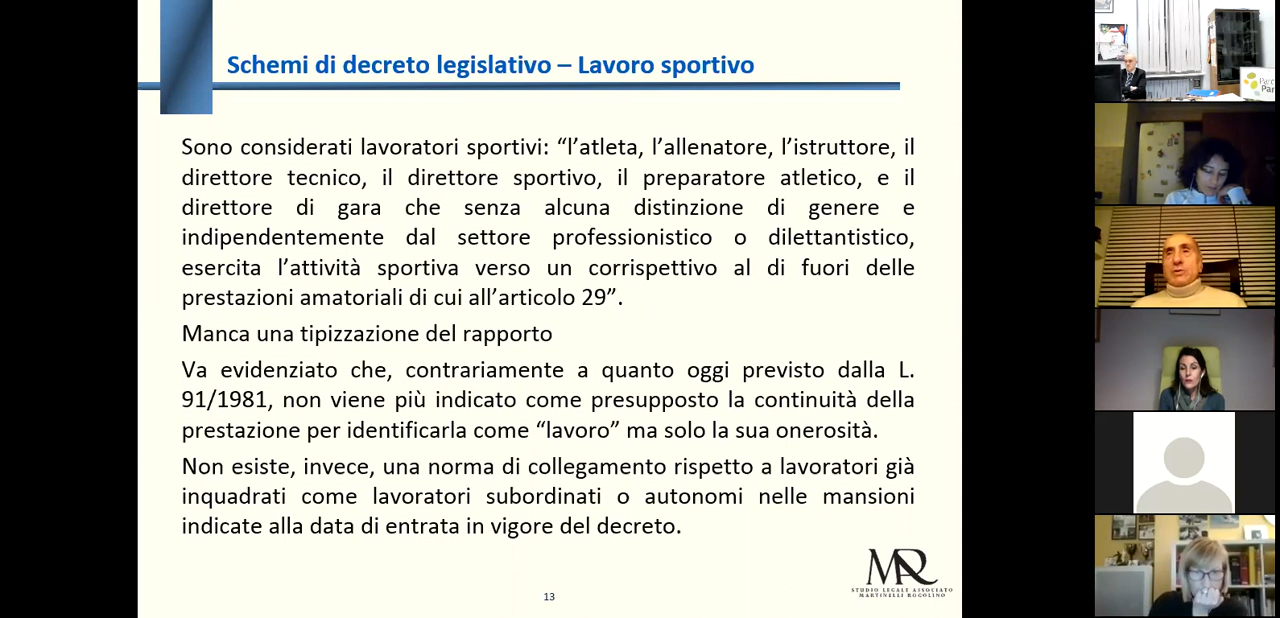 Schemi di decreto legislativo – Lavoro sportivo
Sono considerati lavoratori sportivi: “l’atleta, l’allenatore, l’istruttore, il
direttore tecnico, il direttore sportivo, il preparatore atletico, e il
direttore di gara che senza alcuna distinzione di genere e
indipendentemente dal settore professionistico o dilettantistico,
esercita l’attività sportiva verso un corrispettivo al di fuori delle
prestazioni amatoriali di cui all’articolo 29”.
Manca una tipizzazione del rapporto
Va evidenziato che, contrariamente a quanto oggi previsto dalla L.
91/1981, non viene più indicato come presupposto la continuità della
prestazione per identificarla come “lavoro” ma solo la sua onerosità.
Non esiste, invece, una norma di collegamento rispetto a lavoratori già
inquadrati come lavoratori subordinati o autonomi nelle mansioni
indicate alla data di entrata in vigore del decreto.
MR
STUDIO LEGALE ASSOCIATO
MARTINELLI ROGOLINO
13